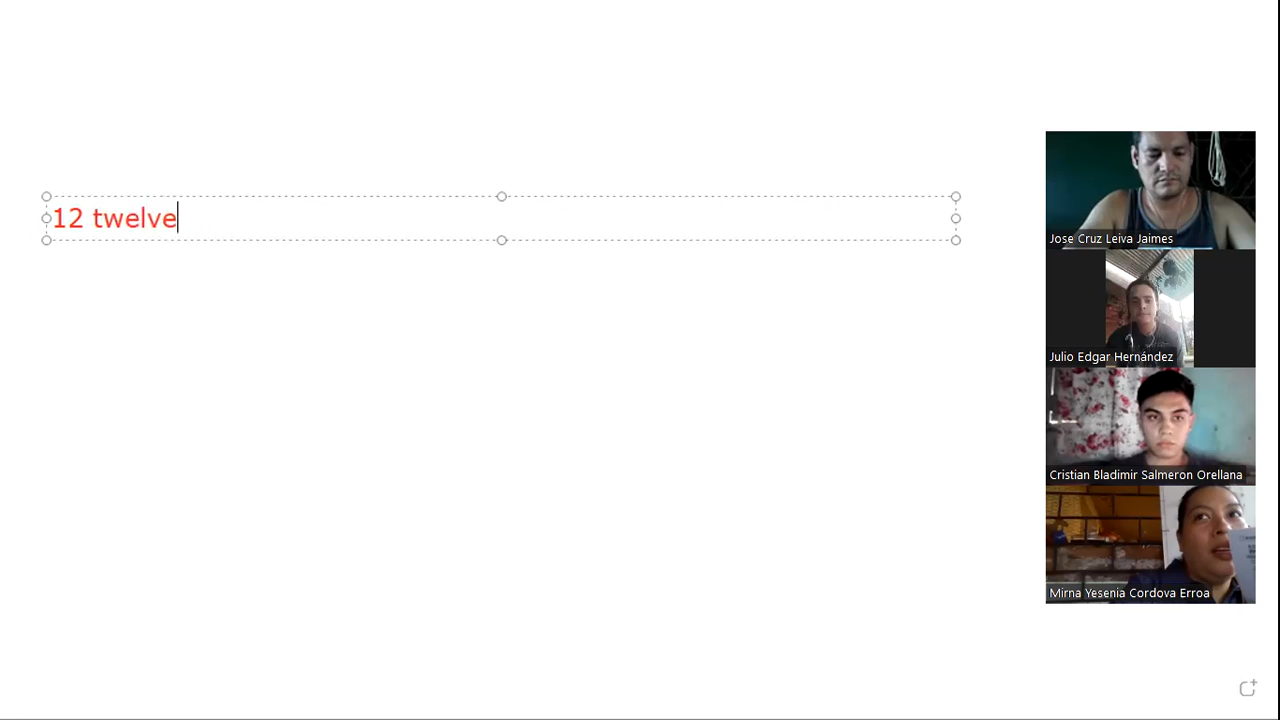 12 twelve
Jose Cruz Leiva Jaimes
Julio Edgar Hernández
Cristian Bladimir Salmeron Orellana
Mirna Yesenia Cordova Erroa